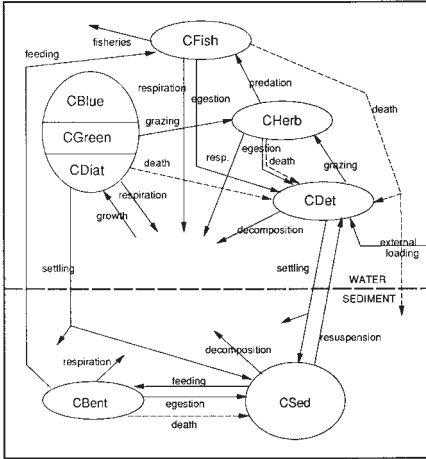 fisheries
CFish
feeding
CBlue
respiration
egestion
predation
death
CGreen
grazing
CHerb
egestion
death
CDiat
death
resp.
grazing
respiration
CDet
growth
decomposition
external
loading
settling
settling
WATER
SEDIMENT
resuspension
respiration
decomposition
feeding
CBent
egestion
CSed
death